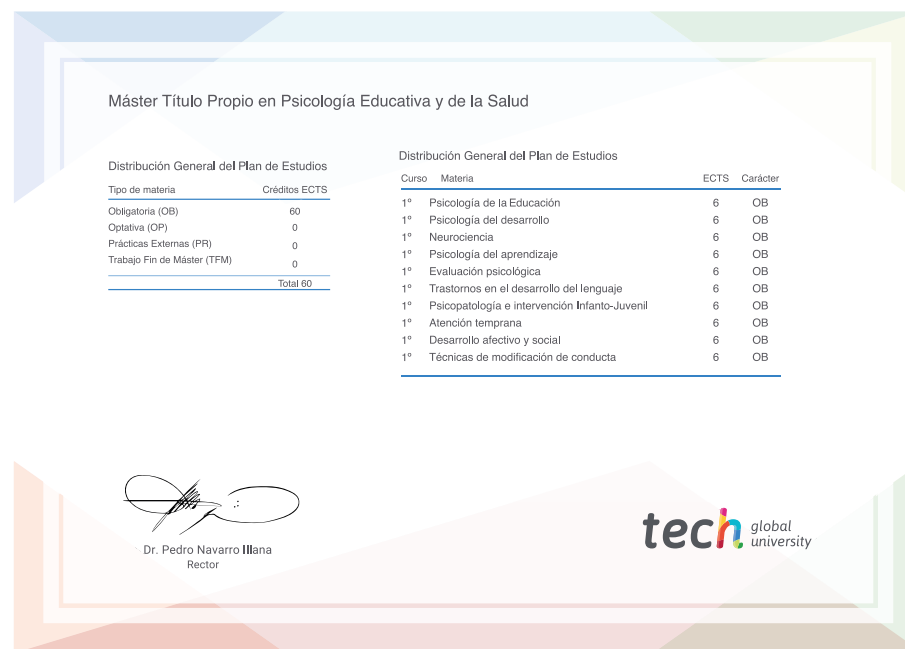 Máster Título Propio en Psicología Educativa y de la Salud
Distribución General del Plan de Estudios
Tipo de materia Créditos ECTS
Obligatoria (OB) 60
Optativa (OP) 0
Prácticas Externas (PR) 0
Trabajo Fin de Máster (TFM) 0
Total 60
Distribución General del Plan de Estudios
Curso Materia ECTS Carácter
1º Psicología de la Educación 6 OB
1º Psicología del desarrollo 6 OB
1º Neurociencia 6 OB
1º Psicología del aprendizaje 6 OB
1º Evaluación psicológica 6 OB
1º Trastornos en el desarrollo del lenguaje 6 OB
1º Psicopatología e intervención Infanto-Juvenil 6 OB
1º Atención temprana 6 OB
1º Desarrollo afectivo y social 6 OB
1º Técnicas de modificación de conducta 6 OB
Dr. Pedro Navarro Illana
Rector
tech global
university